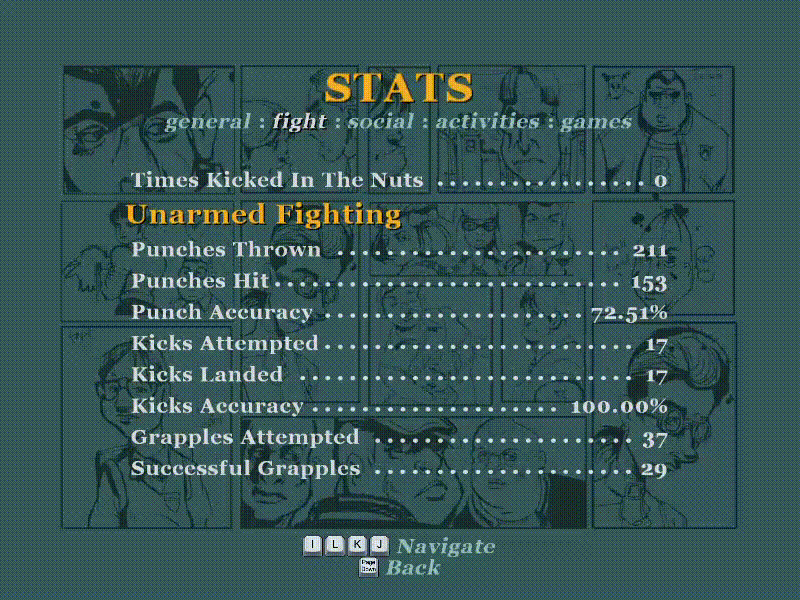 STATS
general : fight : social : activities : games
Times Kicked In The Nuts ................. 0
Unarmed Fighting
Punches Thrown ....................... 211
Punches Hit ............................ 153
Punch Accuracy ..................... 72.51%
Kicks Attempted ......................... 17
Kicks Landed ........................... 17
Kicks Accuracy .................... 100.00%
Grapples Attempted ..................... 37
Successful Grapples ..................... 29
I L K J Navigate
Page Down Back